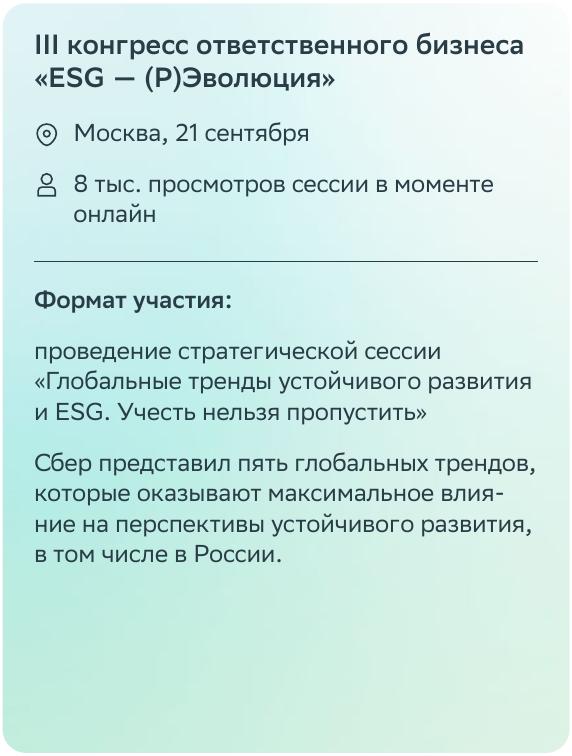 III конгресс ответственного бизнеса
«ESG — (Р)Эволюция»
Москва, 21 сентября
8 тыс. просмотров сессии в моменте
онлайн
Формат участия:
проведение стратегической сессии
«Глобальные тренды устойчивого развития
и ESG. Учесть нельзя пропустить»
Сбер представил пять глобальных трендов,
которые оказывают максимальное влия-
ние на перспективы устойчивого развития,
в том числе в России.